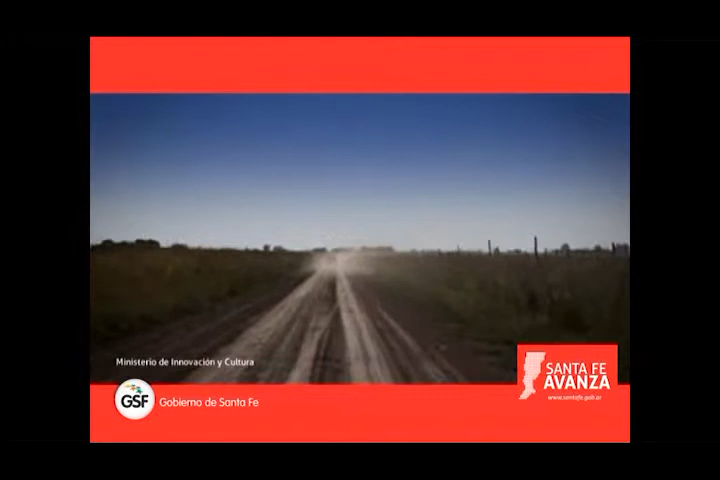 Ministerio de Innovación y Cultura
GSF
Gobierno de Santa Fe
SANTA FE
AVANZA
www.santafe.gob.ar